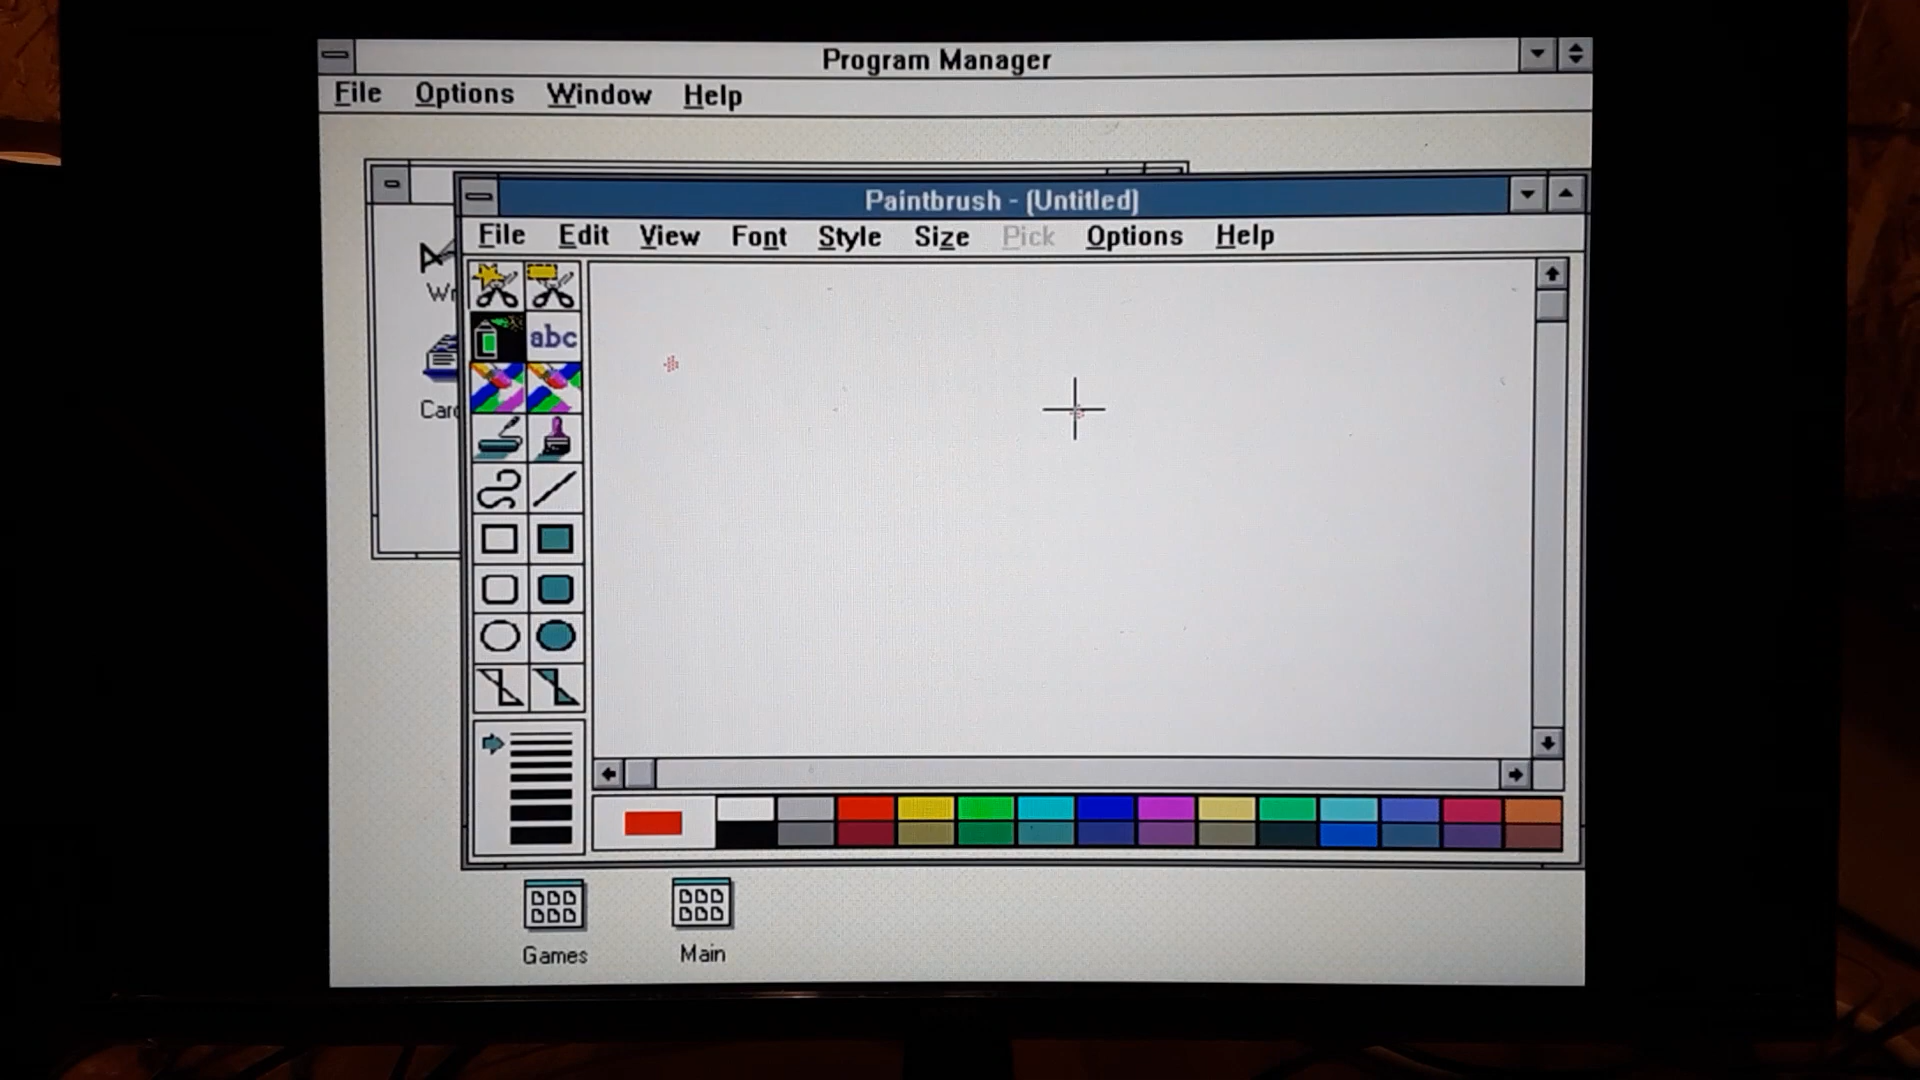 Program Manager
File Options Window Help
Paintbrush - (Untitled)
File Edit View Font Style Size Pick Options Help
abc
Games
Main